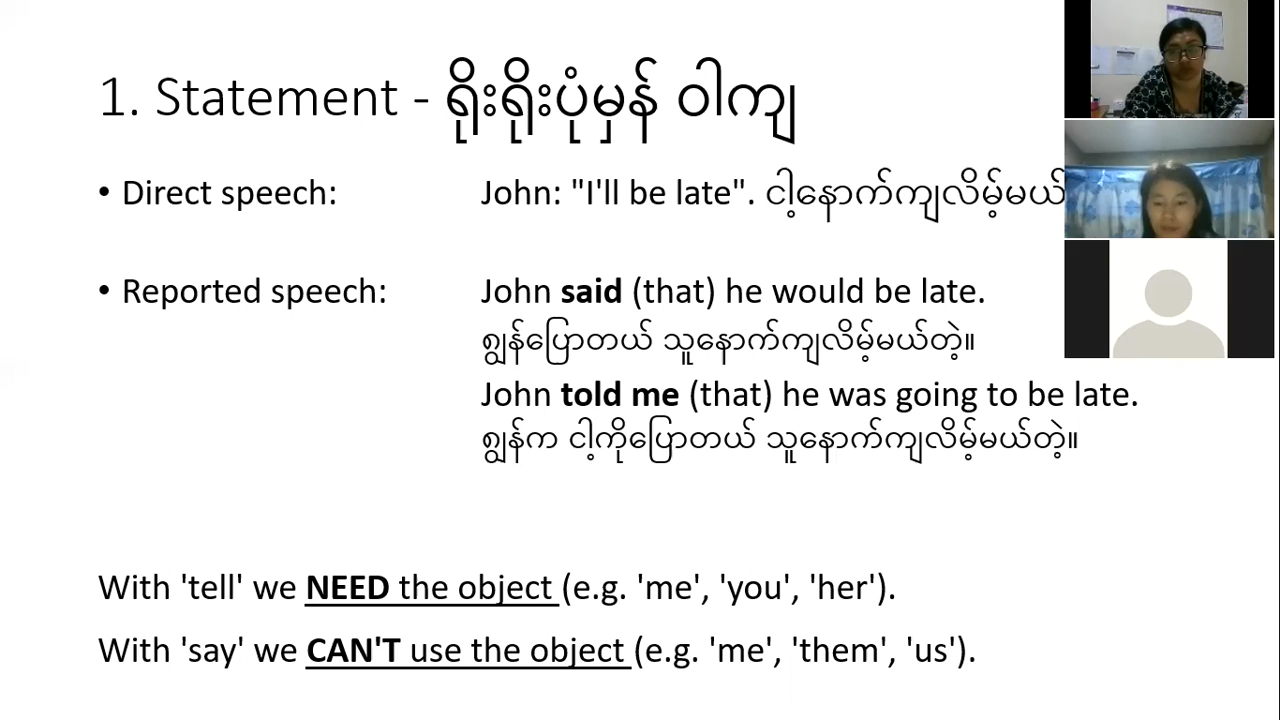 1. Statement - ရိုးရိုးပုံမှန် ဝါကျ
• Direct speech: John: "I'll be late". ငါ့နောက်ကျလိမ့်မယ်
• Reported speech: John said (that) he would be late.
ဂျွန်ပြောတယ် သူနောက်ကျလိမ့်မယ်တဲ့။
John told me (that) he was going to be late.
ဂျွန်က ငါ့ကိုပြောတယ် သူနောက်ကျလိမ့်မယ်တဲ့။
With 'tell' we NEED the object (e.g. 'me', 'you', 'her').
With 'say' we CAN'T use the object (e.g. 'me', 'them', 'us').